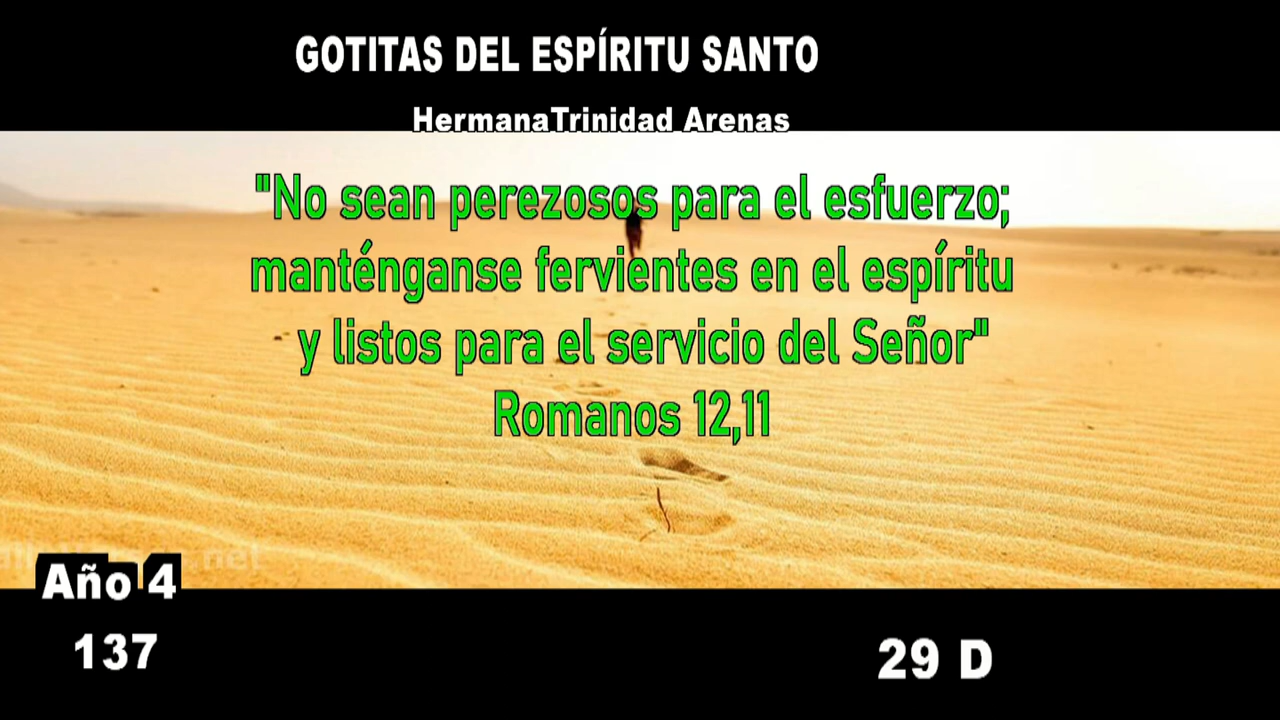 GOTITAS DEL ESPÍRITU SANTO
HermanaTrinidad Arenas
"No sean perezosos para el esfuerzo;
manténganse fervientes en el espíritu
y listos para el servicio del Señor"
Romanos 12,11
Año 4
137
29 D